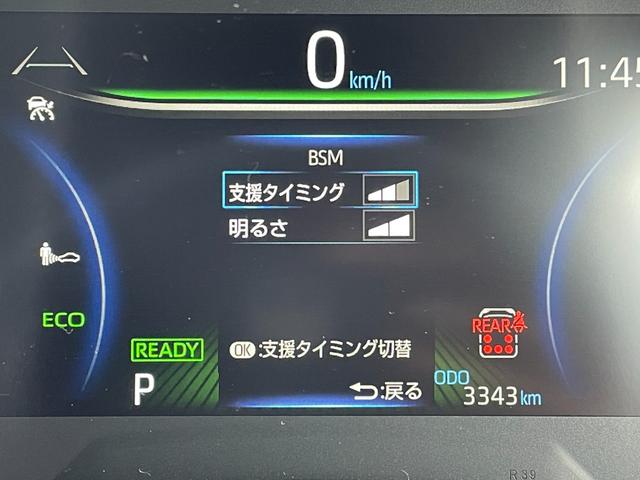 0 km/h
11:45
BSM
支援タイミング
明るさ
ECO
REAR
READY
OK:支援タイミング切替
P
ODO
3343 km
:戻る
R39